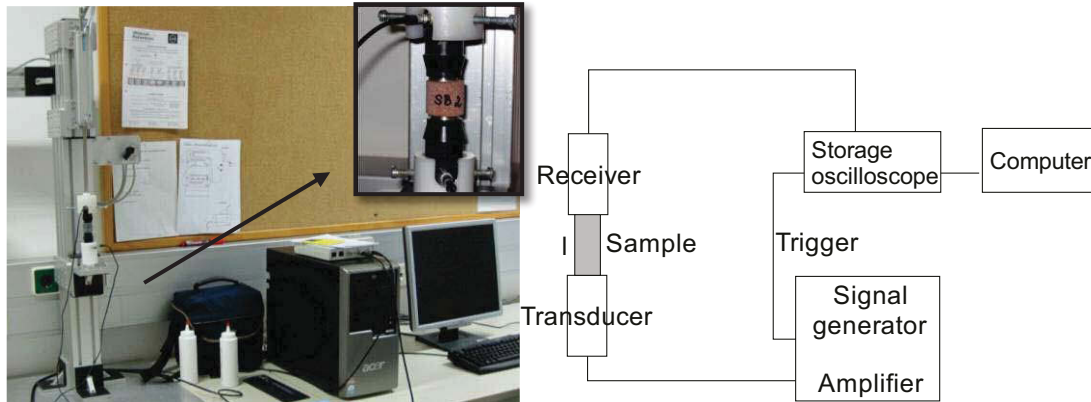 SB2
acer
Receiver
l
Sample
Transducer
Storage
oscilloscope
Computer
Trigger
Signal
generator
Amplifier